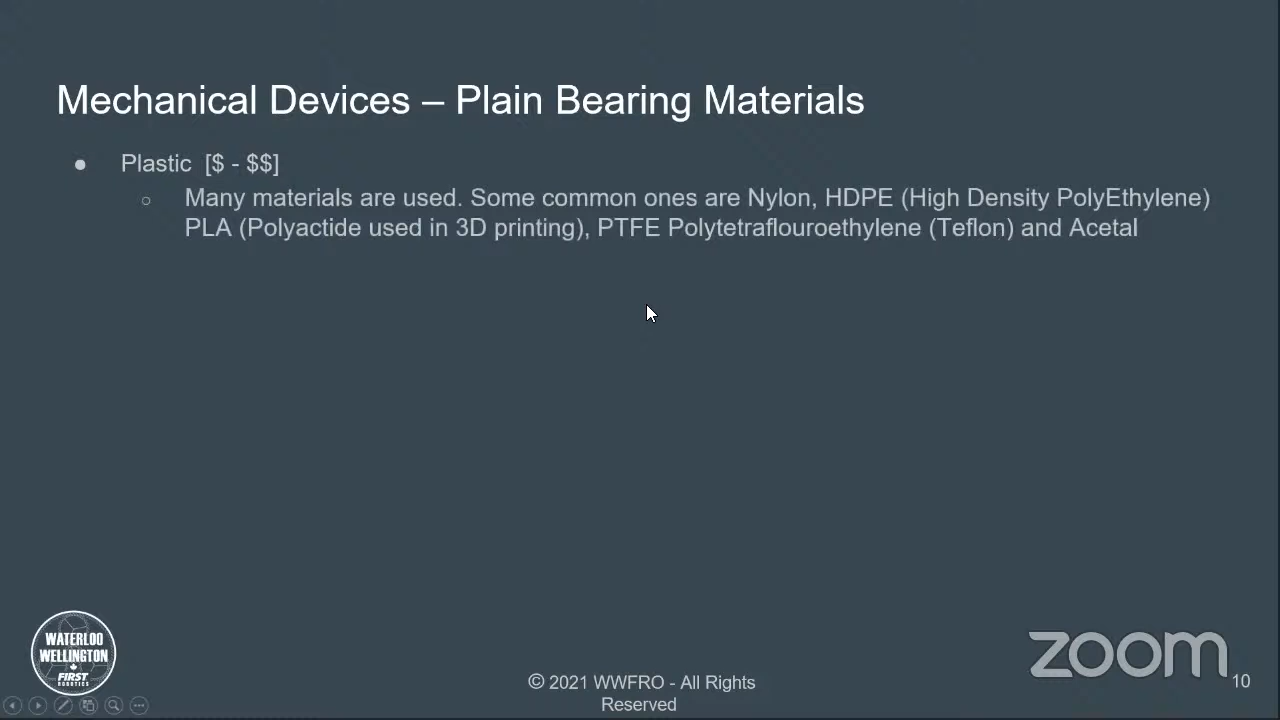 Mechanical Devices – Plain Bearing Materials
● Plastic [$ - $$]
○ Many materials are used. Some common ones are Nylon, HDPE (High Density PolyEthylene)
PLA (Polyactide used in 3D printing), PTFE Polytetraflouroethylene (Teflon) and Acetal
WATERLOO
WELLINGTON
FIRST
ROBOTICS
© 2021 WWFRO - All Rights
Reserved
zoom
10